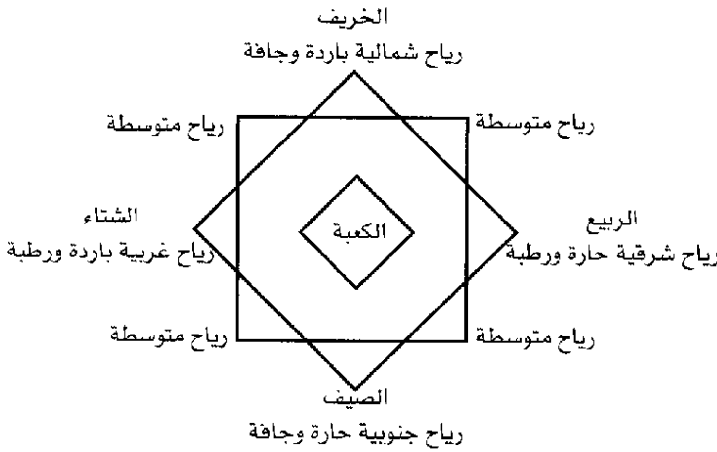 الخريف
رياح شمالية باردة وجافة
رياح متوسطة
رياح متوسطة
الربيع
رياح شرقية حارة ورطبة
الكعبة
الشتاء
رياح غربية باردة ورطبة
رياح متوسطة
رياح متوسطة
الصيف
رياح جنوبية حارة وجافة